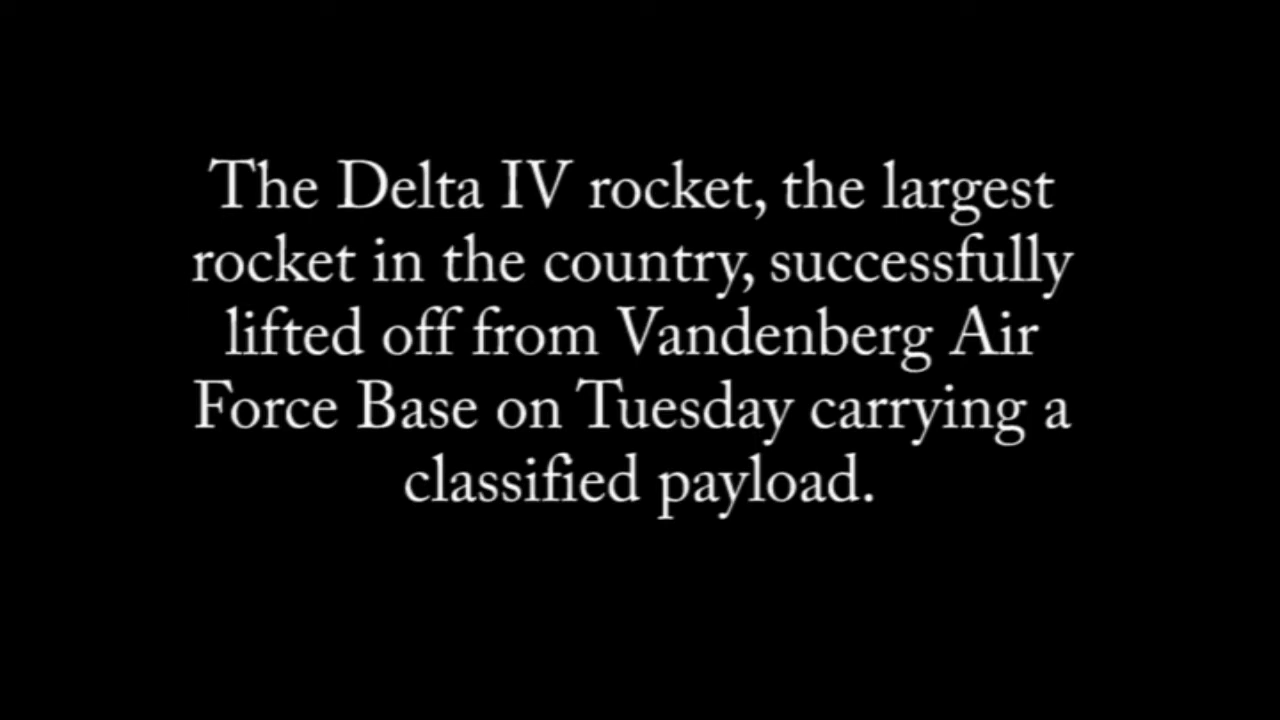 The Delta IV rocket, the largest
rocket in the country, successfully
lifted off from Vandenberg Air
Force Base on Tuesday carrying a
classified payload.